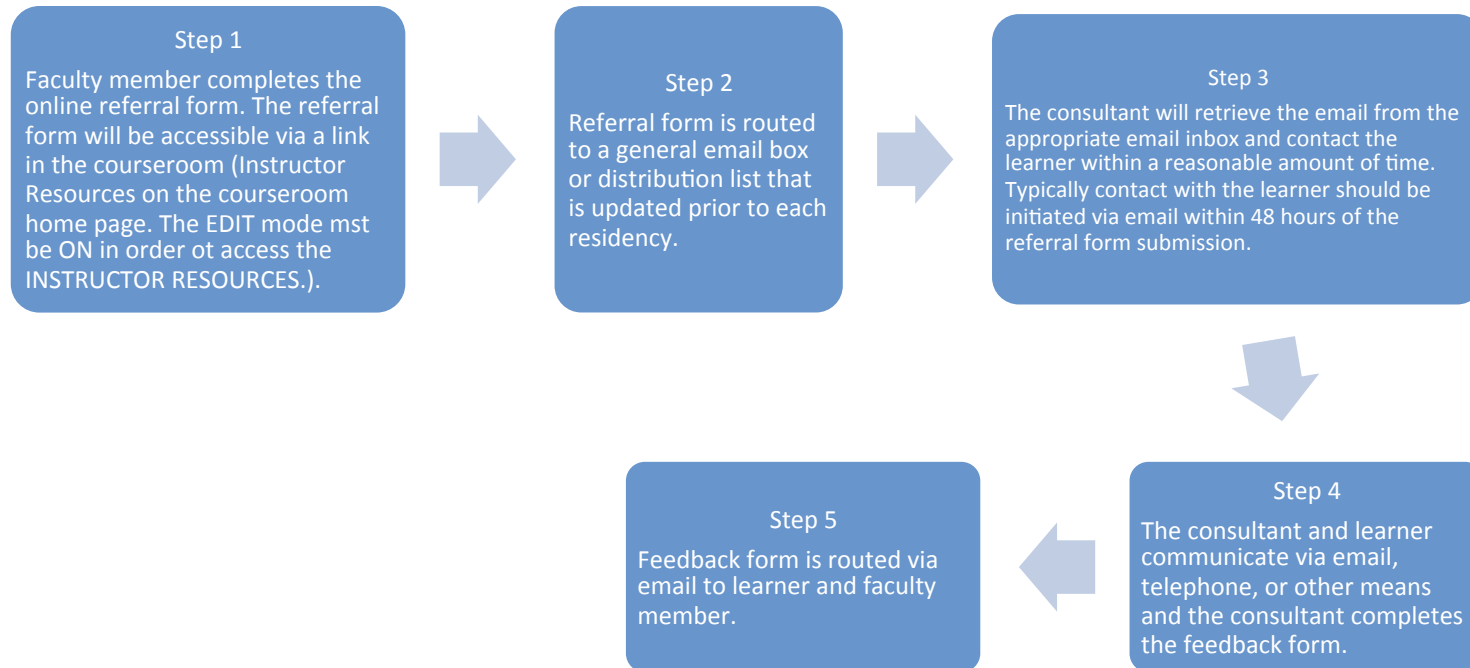 Step 1
Faculty member completes the
online referral form. The referral
form will be accessible via a link
in the courseroom (Instructor
Resources on the courseroom
home page. The EDIT mode mst
be ON in order ot access the
INSTRUCTOR RESOURCES.).
Step 2
Referral form is routed
to a general email box
or distribution list that
is updated prior to each
residency.
Step 3
The consultant will retrieve the email from the
appropriate email inbox and contact the
learner within a reasonable amount of time.
Typically contact with the learner should be
initiated via email within 48 hours of the
referral form submission.
Step 4
The consultant and learner
communicate via email,
telephone, or other means
and the consultant completes
the feedback form.
Step 5
Feedback form is routed via
email to learner and faculty
member.